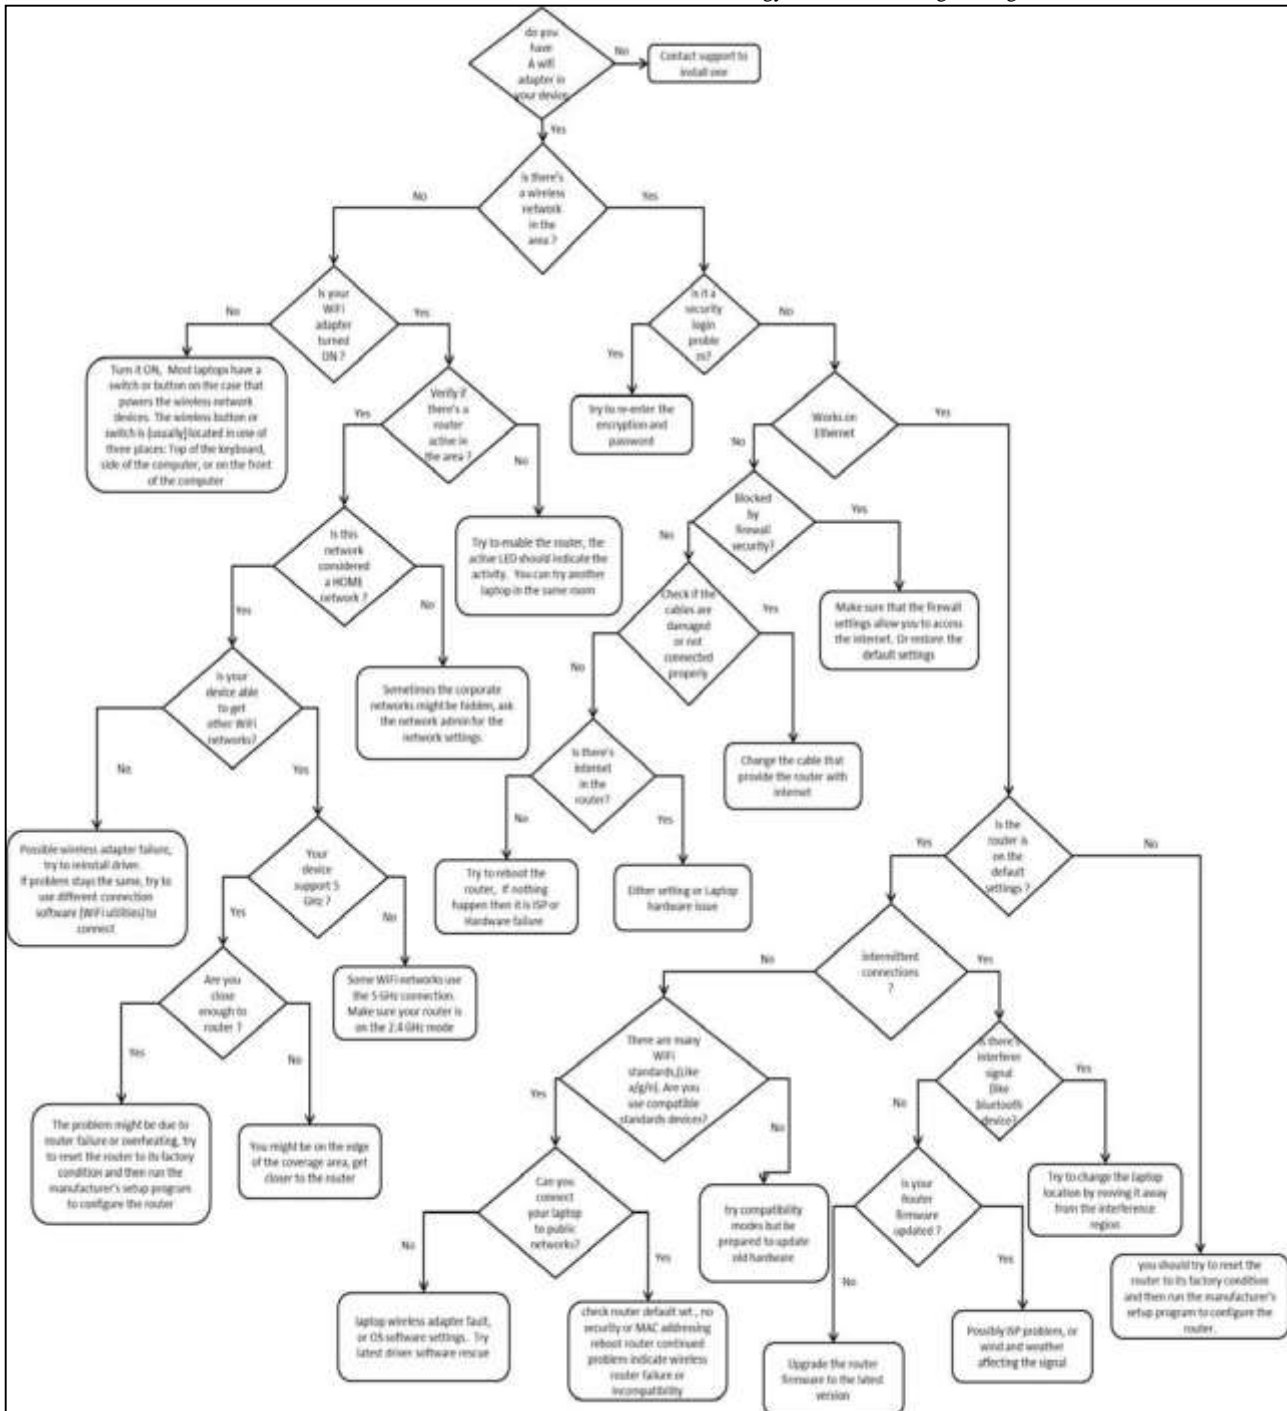 do you
have
A wifi
adapter in
your device
No
Contact support to
install one
Yes
Is there's
a wireless
network
in the
area ?
No
Yes
Is your
WiFi
adapter
turned
ON ?
No
Yes
Is it a
security
login
proble
ms?
No
Yes
Turn it ON, Most laptops have a
switch or button on the case that
powers the wireless network
devices. The wireless button or
switch is (usually) located in one of
three places: Top of the keyboard,
side of the computer, or on the front
of the computer
Verify if
there's a
router
active in
the area ?
Yes
No
try to re-enter the
encryption and
password
Works on
Ethernet
Yes
No
Blocked
by
firewall
security?
Yes
No
Is this
network
considered
a HOME
network ?
Yes
No
Try to enable the router, the
active LED should indicate the
activity. You can try another
laptop in the same room
Check if the
cables are
damaged
or not
connected
properly
Yes
No
Make sure that the firewall
settings allow you to access
the internet. Or restore the
default settings
Is your
device able
to get
other WiFi
networks?
No
Yes
Sometimes the corporate
networks might be hidden, ask
the network admin for the
network settings
Is there's
internet
in the
router?
No
Yes
Change the cable that
provide the router with
internet
Is the
router is
on the
default
settings ?
Yes
No
Possible wireless adapter failure,
try to reinstall driver.
If problem stays the same, try to
use different connection
software (WiFi utilities) to
connect
Your
device
support 5
GHz ?
Yes
No
Try to reboot the
router, if nothing
happen then it is ISP or
Hardware failure
Either setting or Laptop
hardware issue
Intermittent
connections
?
No
Yes
Are you
close
enough to
router ?
Yes
No
Some WiFi networks use
the 5 GHz connection.
Make sure your router is
on the 2.4 GHz mode
There are many
WiFi
standards,(Like
a/g/n). Are you
use compatible
standards devices?
Yes
No
Is there's
interferer
signal
(like
blutooth
device?
Yes
No
The problem might be due to
router failure or overheating, try
to reset the router to its factory
condition and then run the
manufacturer's setup program
to configure the router
You might be on the edge
of the coverage area, get
closer to the router
Can you
connect
your laptop
to public
networks?
No
Yes
try compatibility
modes but be
prepared to update
old hardware
Is your
Router
firmware
updated ?
No
Yes
Try to change the laptop
location by moving it away
from the interference
region
you should try to reset the
router to its factory condition
and then run the manufacturer's
setup program to configure the
router.
laptop wireless adapter fault,
or OS software settings. Try
latest driver software rescue
check router default set , no
security or MAC addressing
reboot router continued
problem indicate wireless
router failure or
incompatibility
Upgrade the router
firmware to the latest
version
Possibly ISP problem, or
wind and weather
affecting the signal